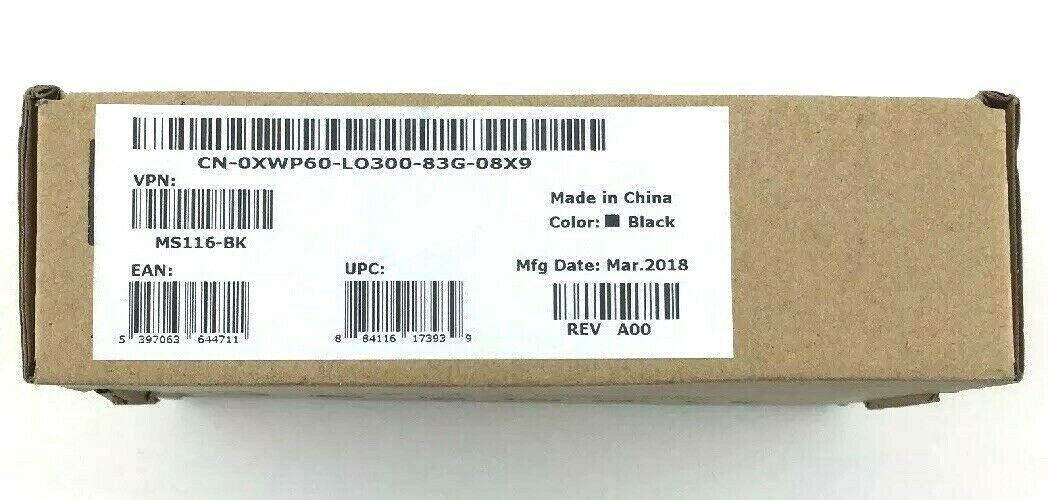 CN-0XWP60-LO300-83G-08X9
VPN:
MS116-BK
Made in China
Color: ■ Black
EAN:
5 397063 644711
UPC:
8 84116 17393 9
Mfg Date: Mar.2018
REV A00